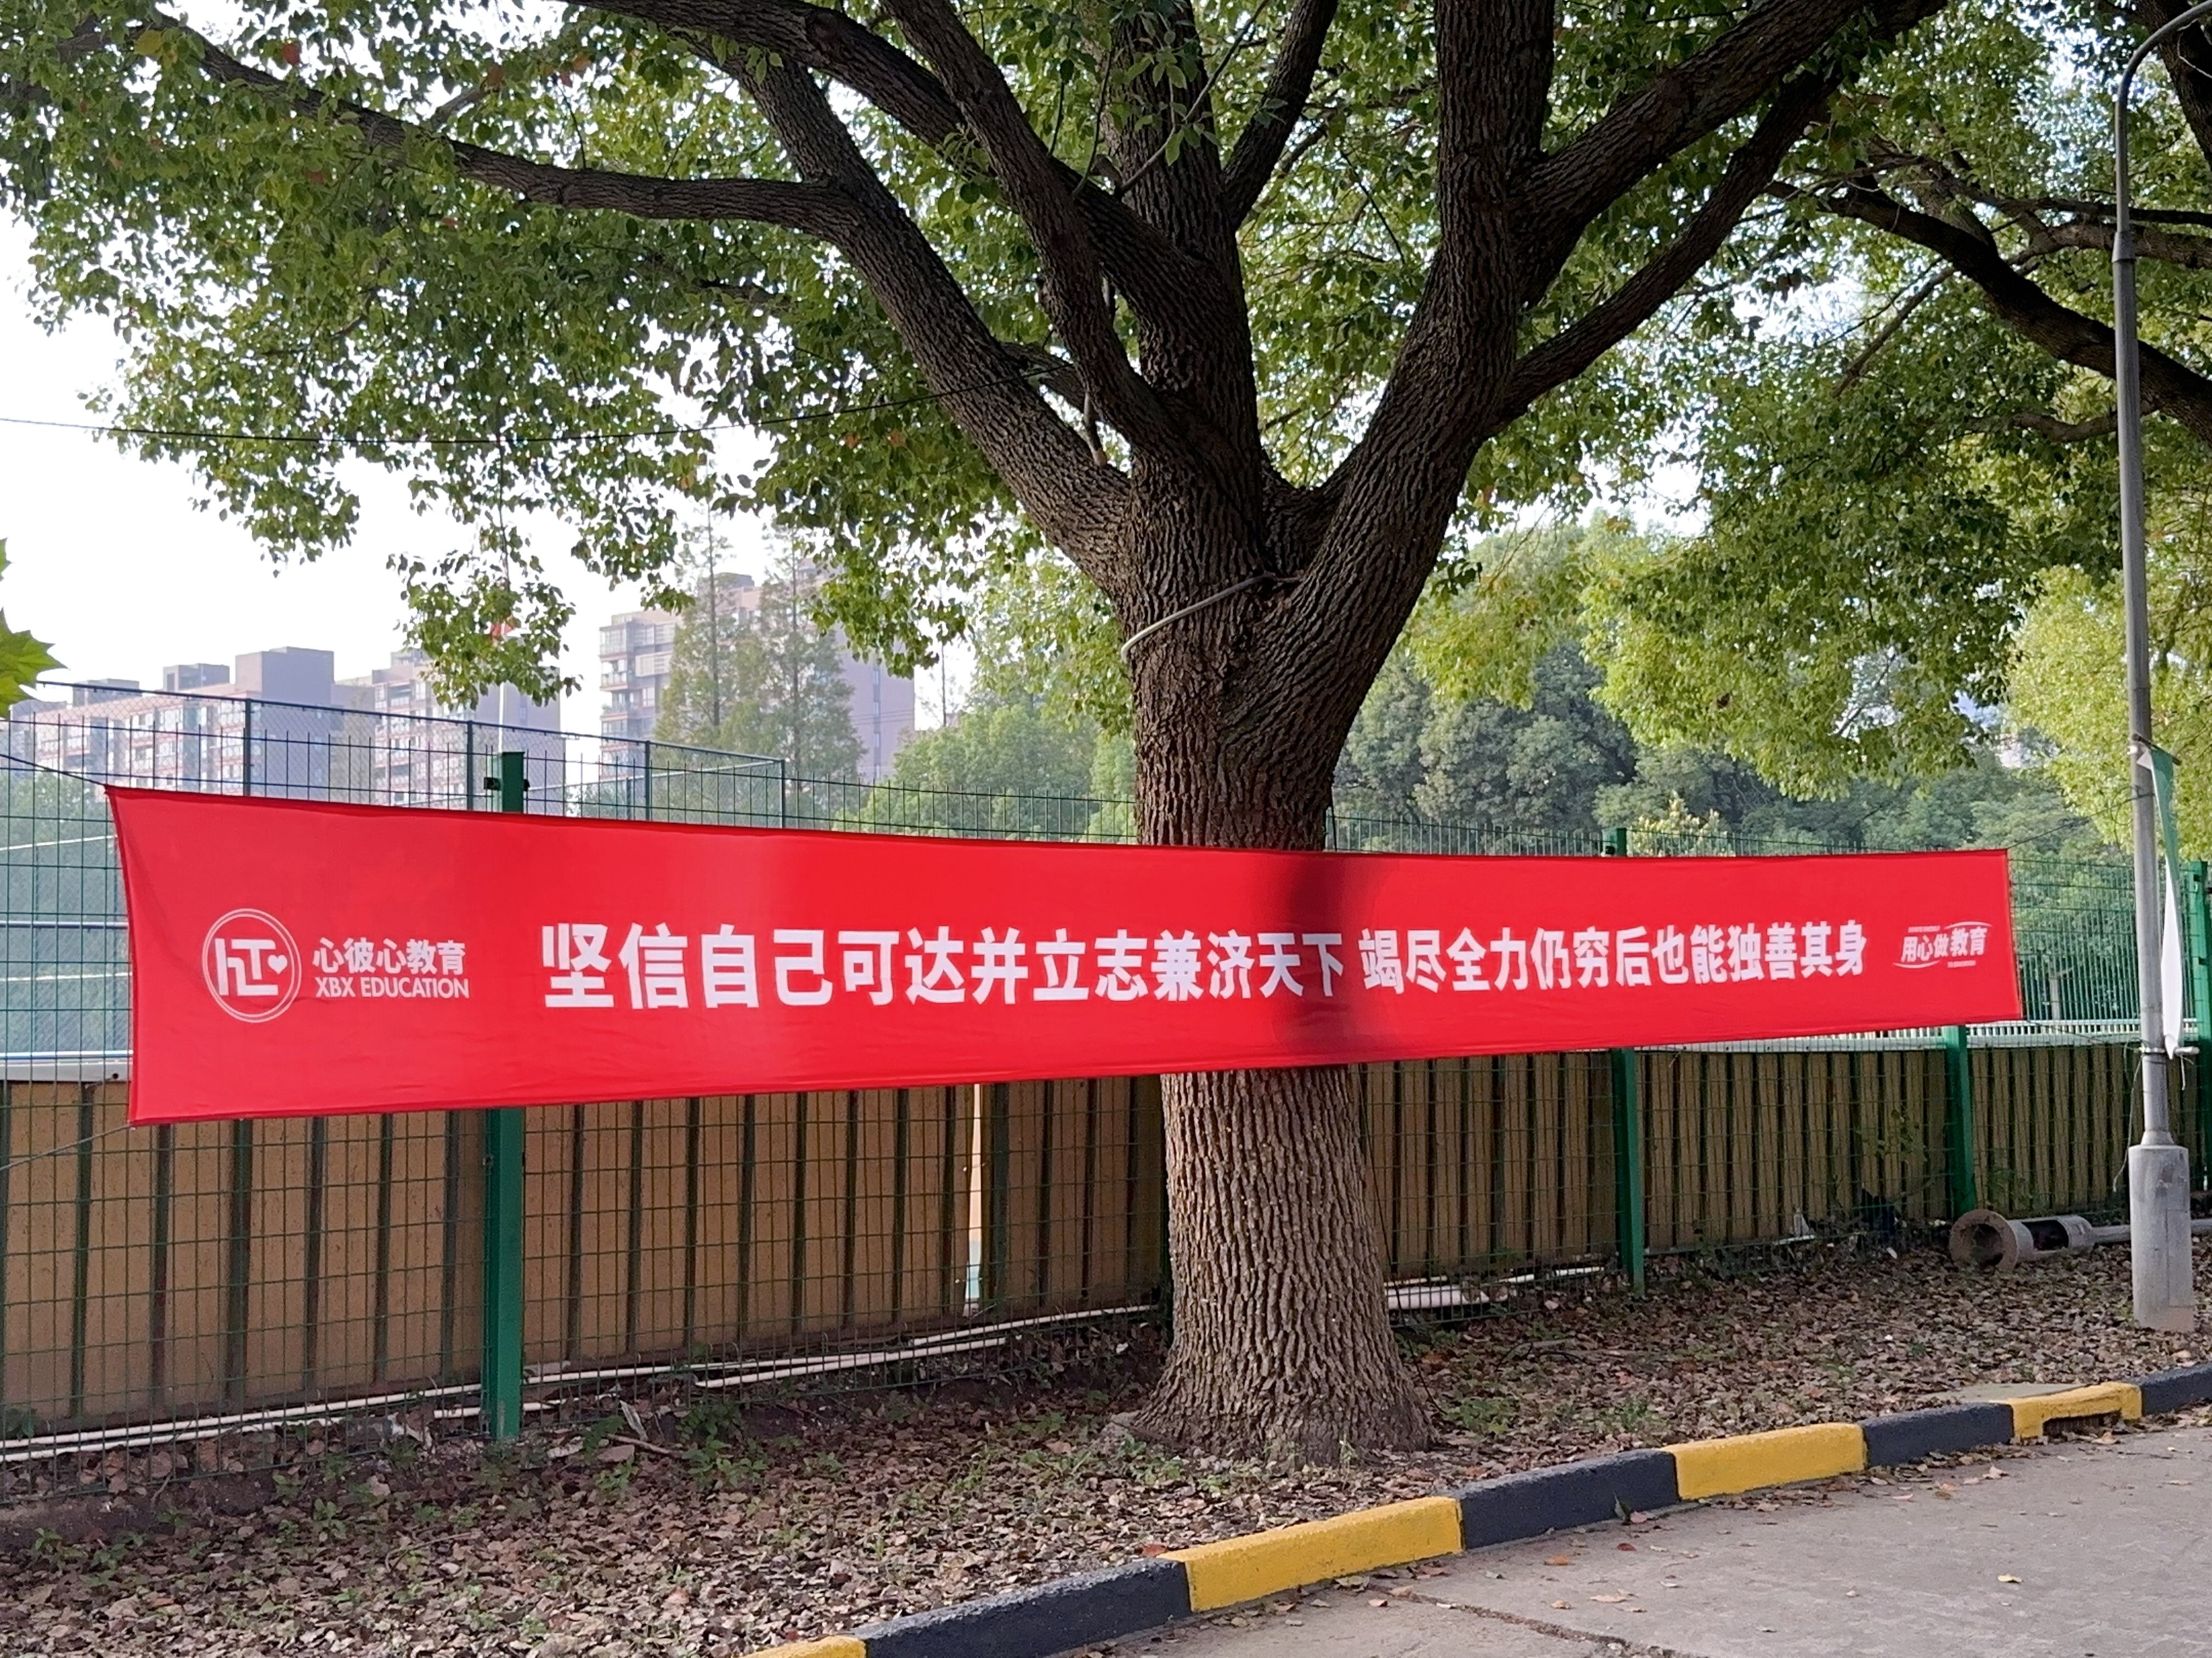 心彼心教育
XBX EDUCATION
坚信自己可达并立志兼济天下 竭尽全力仍穷后也能独善其身
用心做教育